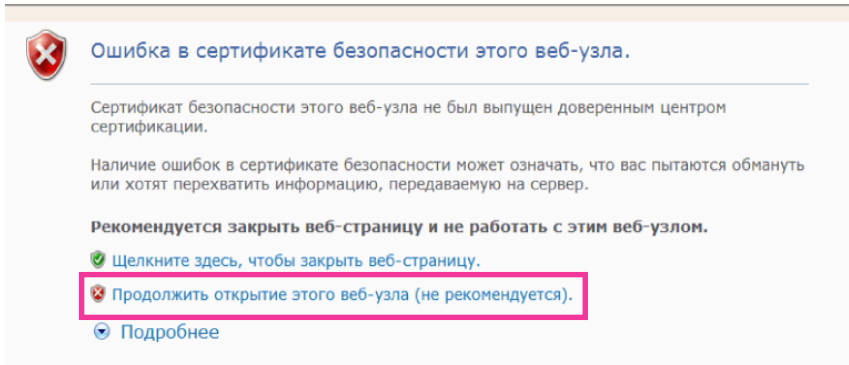 Ошибка в сертификате безопасности этого веб-узла.
Сертификат безопасности этого веб-узла не был выпущен доверенным центром
сертификации.
Наличие ошибок в сертификате безопасности может означать, что вас пытаются обмануть
или хотят перехватить информацию, передаваемую на сервер.
Рекомендуется закрыть веб-страницу и не работать с этим веб-узлом.
Щелкните здесь, чтобы закрыть веб-страницу.
Продолжить открытие этого веб-узла (не рекомендуется).
Подробнее